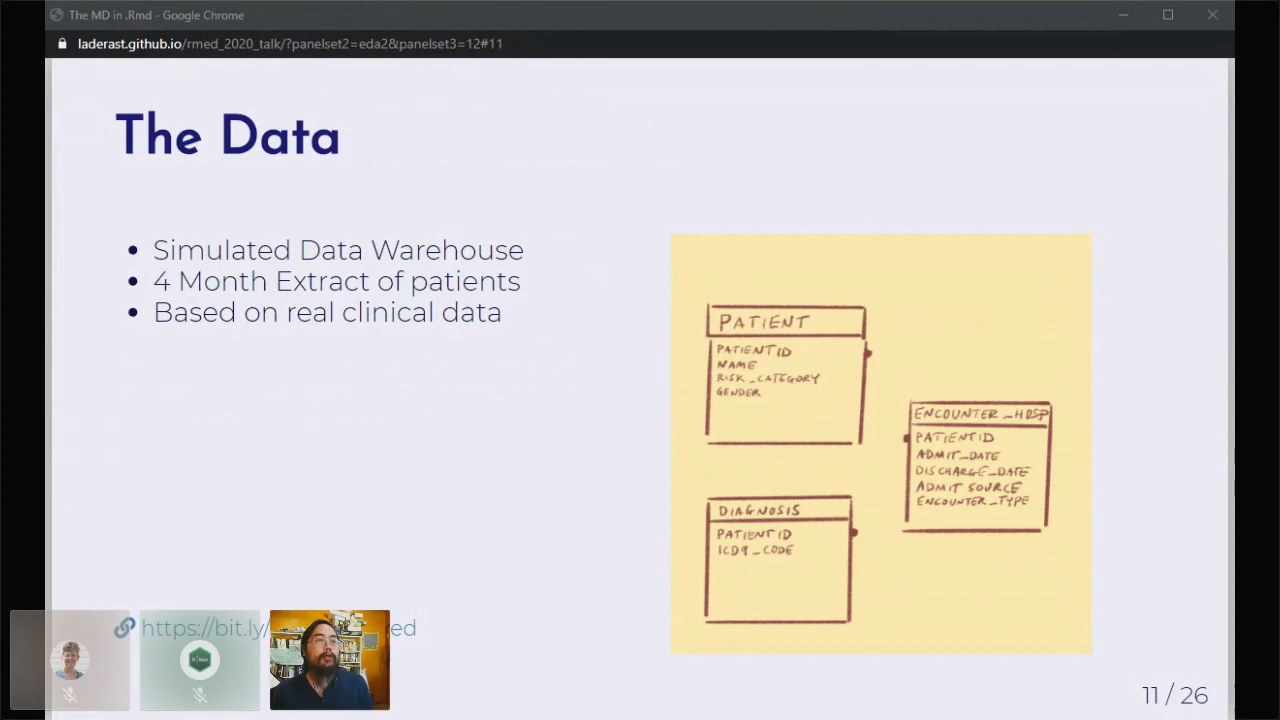 The MD in .Rmd - Google Chrome
laderast.github.io/rmed_2020_talk/?panelset2=eda2&panelset3=12#11
The Data
Simulated Data Warehouse
4 Month Extract of patients
Based on real clinical data
PATIENT
PATIENTID
NAME
RISK_CATEGORY
GENDER
ENCOUNTER_HOSP
PATIENTID
ADMIT_DATE
DISCHARGE_DATE
ADMIT SOURCE
ENCOUNTER_TYPE
DIAGNOSIS
PATIENTID
ICD9_CODE
https://bit.ly/
11 / 26